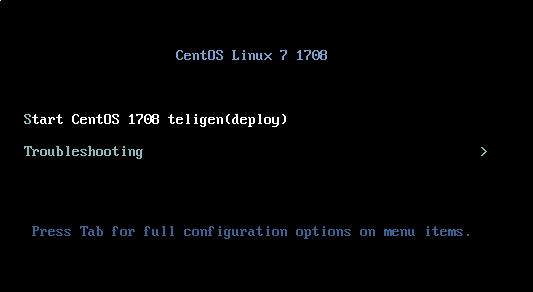 CentOS Linux 7 1708
Start CentOS 1708 teligen(deploy)
Troubleshooting >
Press Tab for full configuration options on menu items.